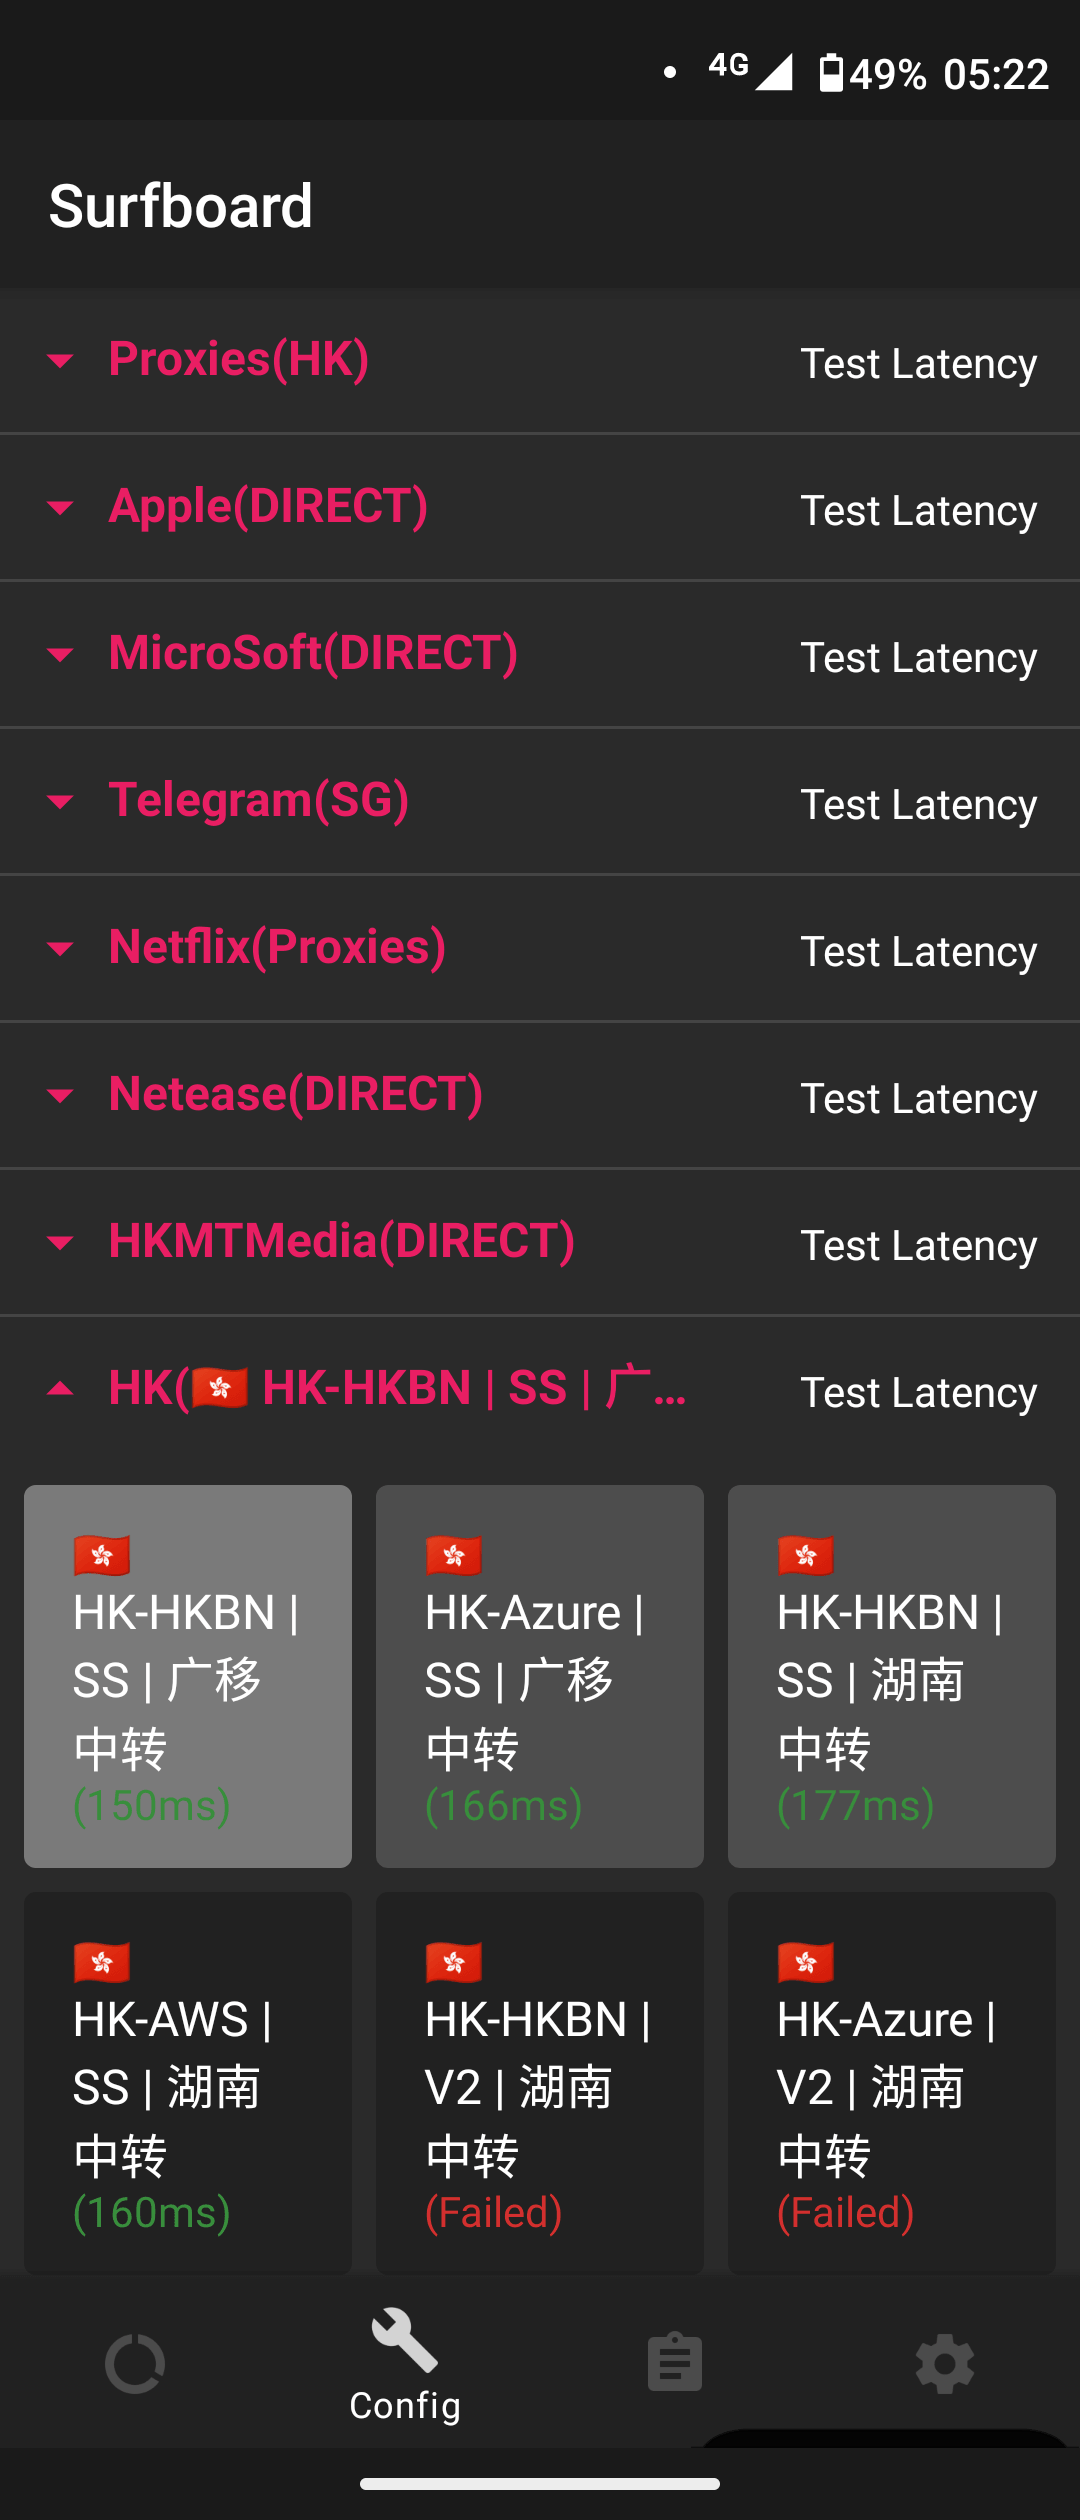 4G 49% 05:22
Surfboard
Proxies(HK) Test Latency
Apple(DIRECT) Test Latency
MicroSoft(DIRECT) Test Latency
Telegram(SG) Test Latency
Netflix(Proxies) Test Latency
Netease(DIRECT) Test Latency
HKMTMedia(DIRECT) Test Latency
HK(🇭🇰 HK-HKBN | SS | 广... Test Latency
🇭🇰
HK-HKBN |
SS | 广移
中转
(150ms)
🇭🇰
HK-Azure |
SS | 广移
中转
(166ms)
🇭🇰
HK-HKBN |
SS | 湖南
中转
(177ms)
🇭🇰
HK-AWS |
SS | 湖南
中转
(160ms)
🇭🇰
HK-HKBN |
V2 | 湖南
中转
(Failed)
🇭🇰
HK-Azure |
V2 | 湖南
中转
(Failed)
Config